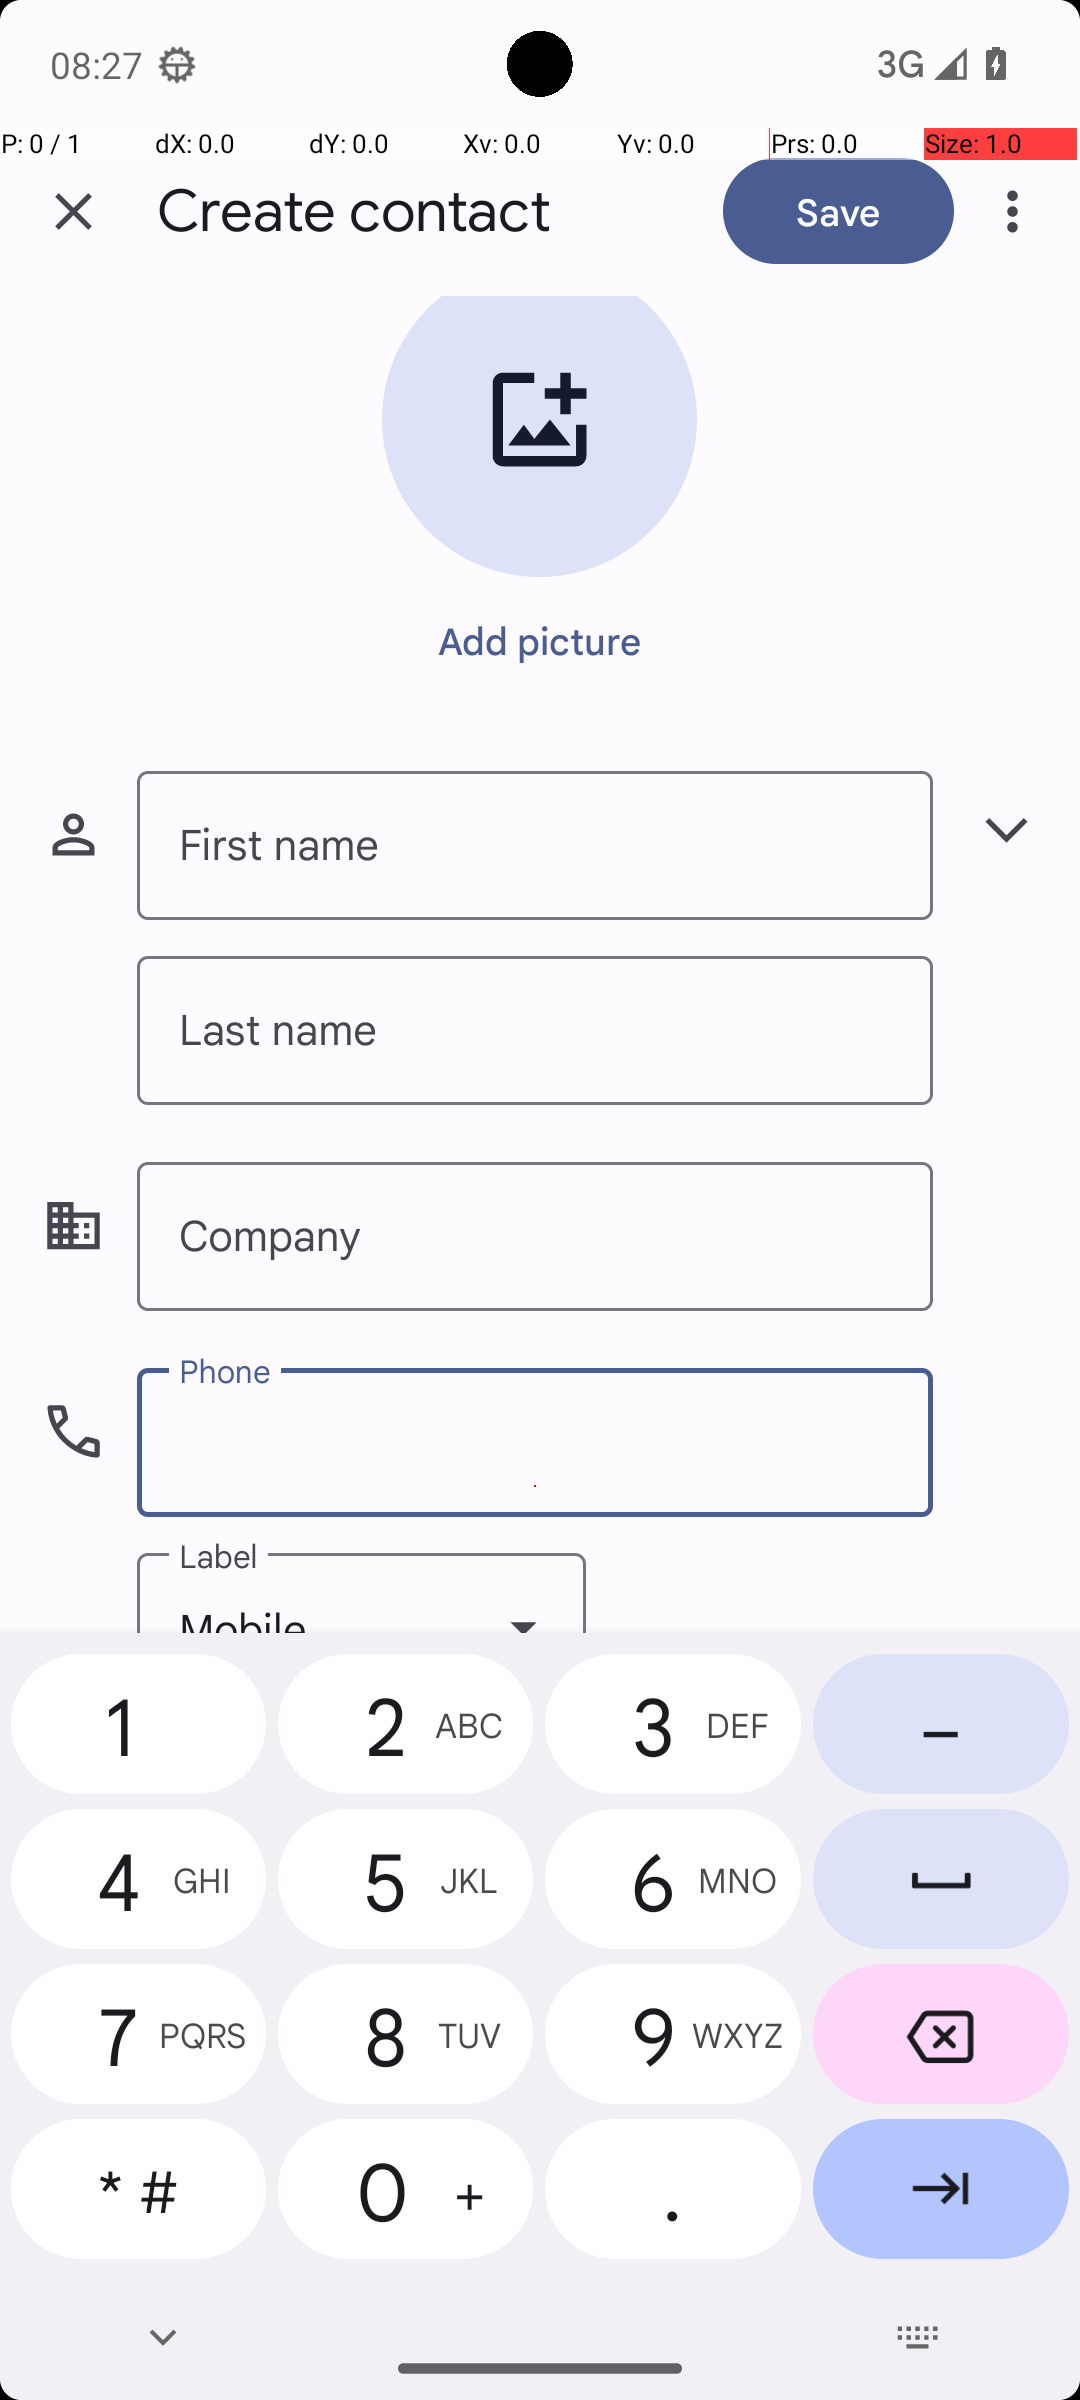 08:27 3G
P: 0 / 1 dX: 0.0 dY: 0.0 Xv: 0.0 Yv: 0.0 Prs: 0.0 Size: 1.0
Create contact Save
Add picture
First name
Last name
Company
Phone
Label
Mobile
1 2 ABC 3 DEF –
4 GHI 5 JKL 6 MNO
7 PQRS 8 TUV 9 WXYZ
* # 0 + .